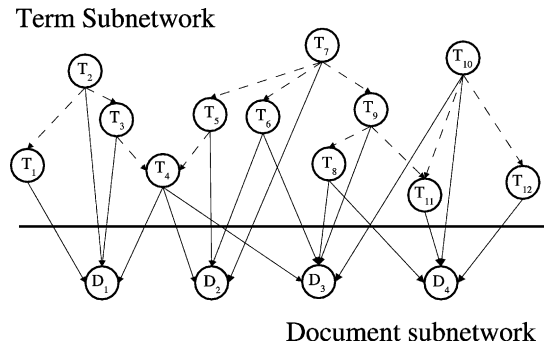 Term Subnetwork
T7
T10
T2
T3
T5
T6
T9
T1
T4
T8
T11
T12
D1
D2
D3
D4
Document subnetwork